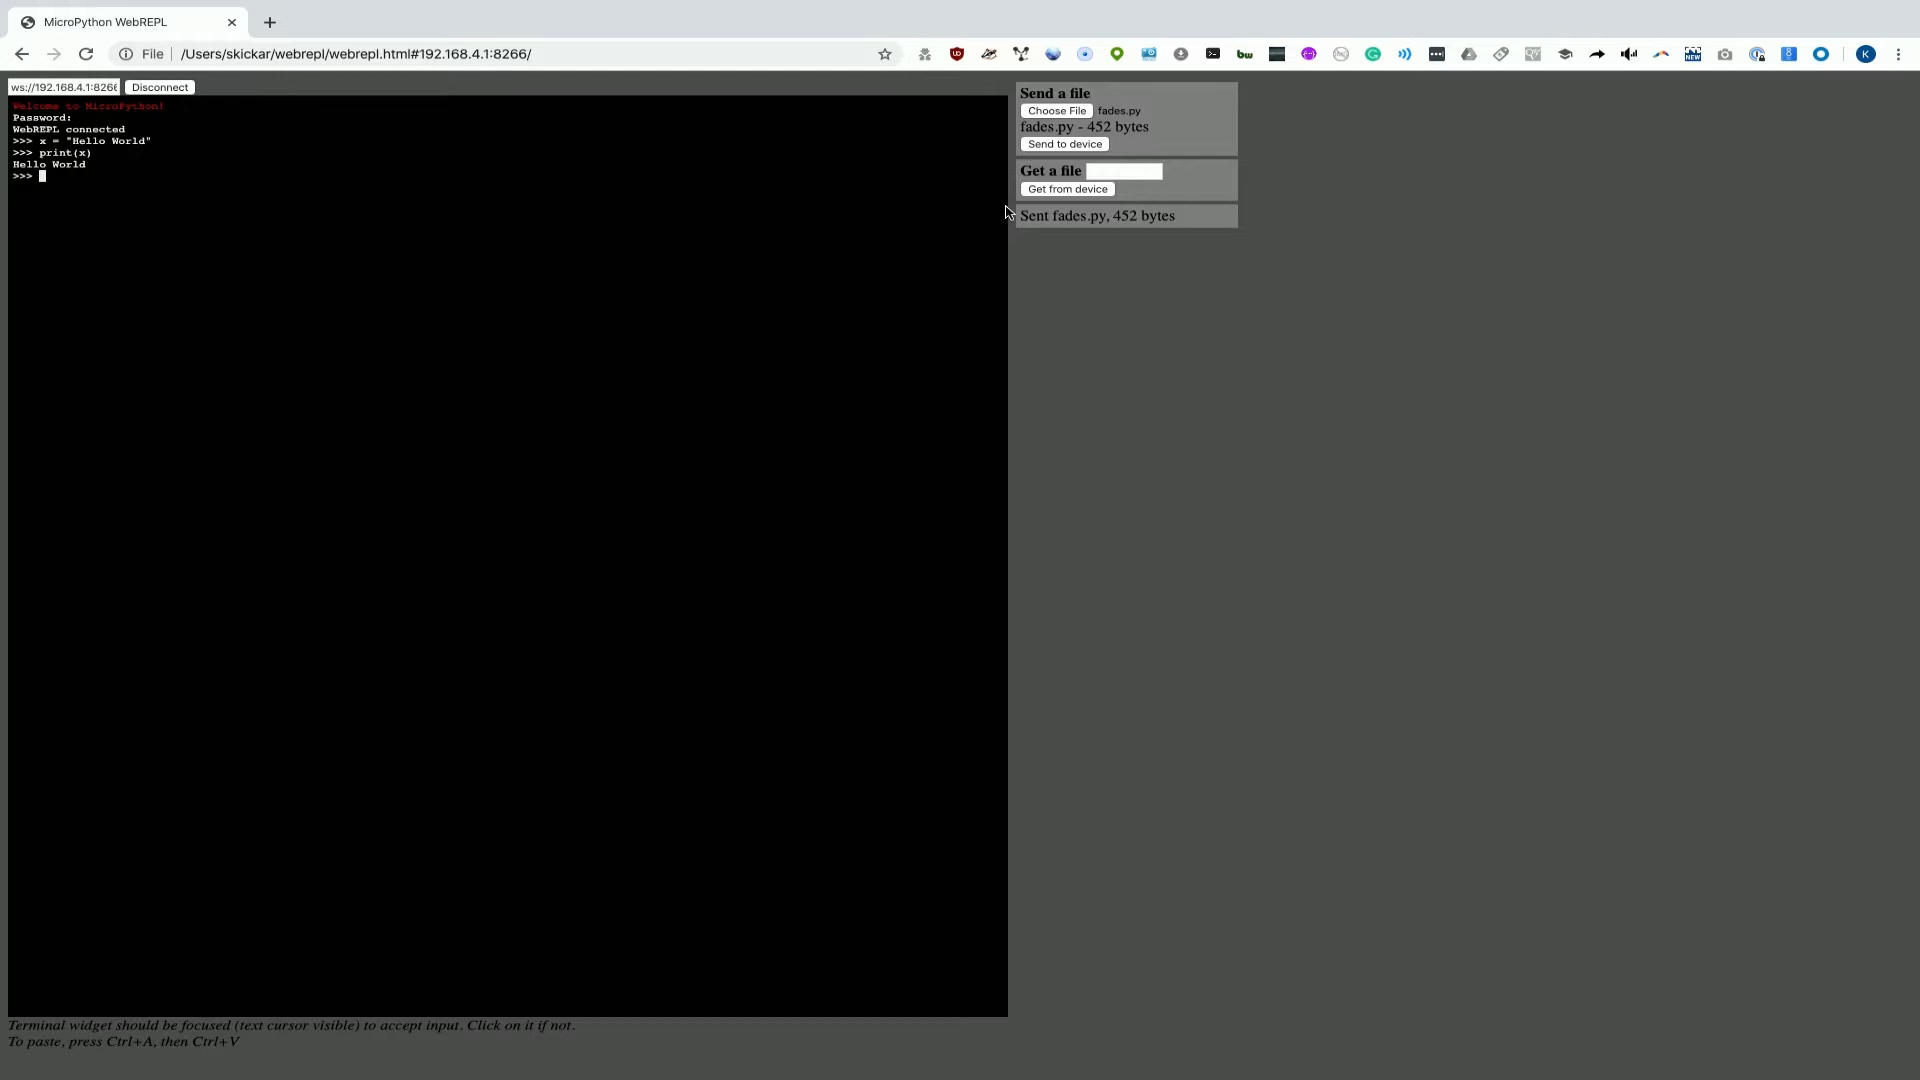 MicroPython WebREPL
File
/Users/skickar/webrepl/webrepl.html#192.168.4.1:8266/
K
ws://192.168.4.1:8266
Disconnect
Welcome to MicroPython!
Password:
WebREPL connected
>>> x = "Hello World"
>>> print(x)
Hello World
>>>
Send a file
Choose File fades.py
fades.py - 452 bytes
Send to device
Get a file
Get from device
Sent fades.py, 452 bytes
Terminal widget should be focused (text cursor visible) to accept input. Click on it if not.
To paste, press Ctrl+A, then Ctrl+V